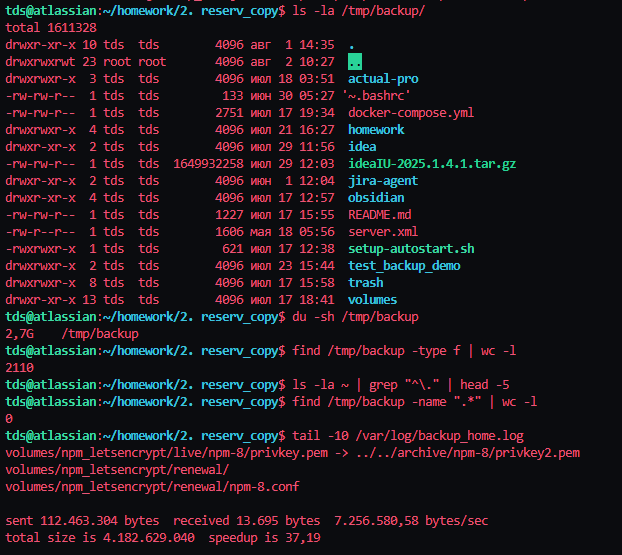 tds@atlassian:~/homework/2. reserv_copy$ ls -la /tmp/backup/
total 1611328
drwxr-xr-x 10 tds  tds        4096 авг  1 14:35 .
drwxrwxrwt 23 root root       4096 авг  2 10:27 ..
drwxrwxr-x  3 tds  tds        4096 июл 18 03:51 actual-pro
-rw-rw-r--  1 tds  tds         133 июн 30 05:27 '~.bashrc'
-rw-rw-r--  1 tds  tds        2751 июл 17 19:34 docker-compose.yml
drwxrwxr-x  4 tds  tds        4096 июл 21 16:27 homework
drwxr-xr-x  2 tds  tds        4096 июл 29 11:56 idea
-rw-rw-r--  1 tds  tds  1649932258 июл 29 12:03 ideaIU-2025.1.4.1.tar.gz
drwxr-xr-x  2 tds  tds        4096 июн  1 12:04 jira-agent
drwxr-xr-x  4 tds  tds        4096 июл 17 12:57 obsidian
-rw-rw-r--  1 tds  tds        1227 июл 17 15:55 README.md
-rw-r--r--  1 tds  tds        1606 мая 18 05:56 server.xml
-rwxrwxr-x  1 tds  tds         621 июл 17 12:38 setup-autostart.sh
drwxrwxr-x  2 tds  tds        4096 июл 23 15:44 test_backup_demo
drwxrwxr-x  8 tds  tds        4096 июл 17 15:58 trash
drwxrwxr-x 13 tds  tds        4096 июл 17 18:41 volumes
tds@atlassian:~/homework/2. reserv_copy$ du -sh /tmp/backup
2,7G    /tmp/backup
tds@atlassian:~/homework/2. reserv_copy$ find /tmp/backup -type f | wc -l
2110
tds@atlassian:~/homework/2. reserv_copy$ ls -la ~ | grep "^\." | head -5
tds@atlassian:~/homework/2. reserv_copy$ find /tmp/backup -name ".*" | wc -l
0
tds@atlassian:~/homework/2. reserv_copy$ tail -10 /var/log/backup_home.log
volumes/npm_letsencrypt/live/npm-8/privkey.pem -> ../../archive/npm-8/privkey2.pem
volumes/npm_letsencrypt/renewal/
volumes/npm_letsencrypt/renewal/npm-8.conf

sent 112.463.304 bytes  received 13.695 bytes  7.256.580,58 bytes/sec
total size is 4.182.629.040  speedup is 37,19